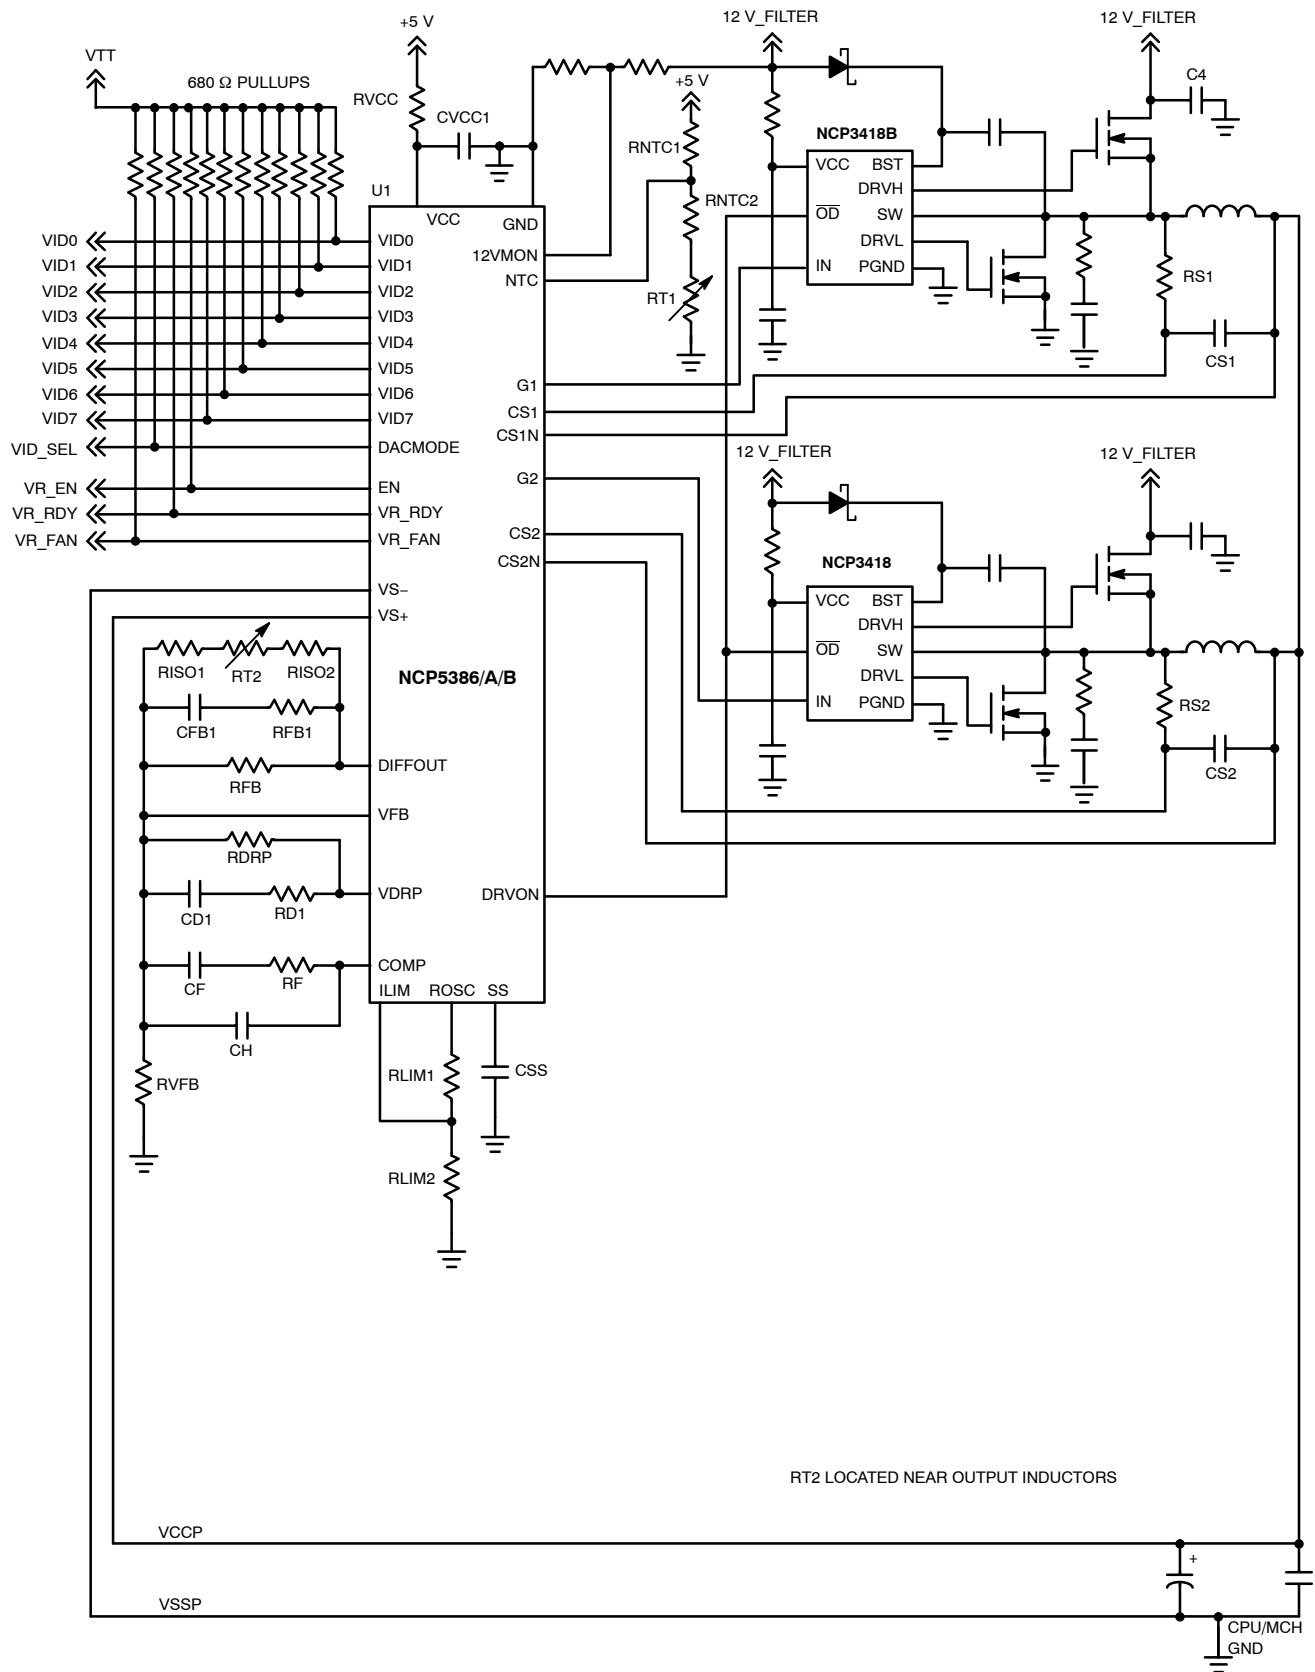 +5 V
12 V_FILTER
12 V_FILTER
VTT
680 Ω PULLUPS
RVCC
CVCC1
+5 V
C4
RNTC1
NCP3418B
VCC
BST
DRVH
OD
SW
DRVL
IN
PGND
RNTC2
RT1
RS1
CS1
U1
VCC
GND
12VMON
NTC
VID0
VID0
VID1
VID1
VID2
VID2
VID3
VID3
VID4
VID4
VID5
VID5
VID6
VID6
VID7
VID7
VID_SEL
DACMODE
VR_EN
EN
VR_RDY
VR_RDY
VR_FAN
VR_FAN
G1
CS1
CS1N
G2
CS2
CS2N
12 V_FILTER
12 V_FILTER
NCP3418
VCC
BST
DRVH
OD
SW
DRVL
IN
PGND
RS2
CS2
VS−
VS+
RISO1
RT2
RISO2
NCP5386/A/B
CFB1
RFB1
DIFFOUT
RFB
VFB
RDRP
VDRP
DRVON
CD1
RD1
COMP
CF
RF
ILIM
ROSC
SS
CH
RVFB
RLIM1
CSS
RLIM2
RT2 LOCATED NEAR OUTPUT INDUCTORS
VCCP
+
VSSP
CPU/MCH
GND